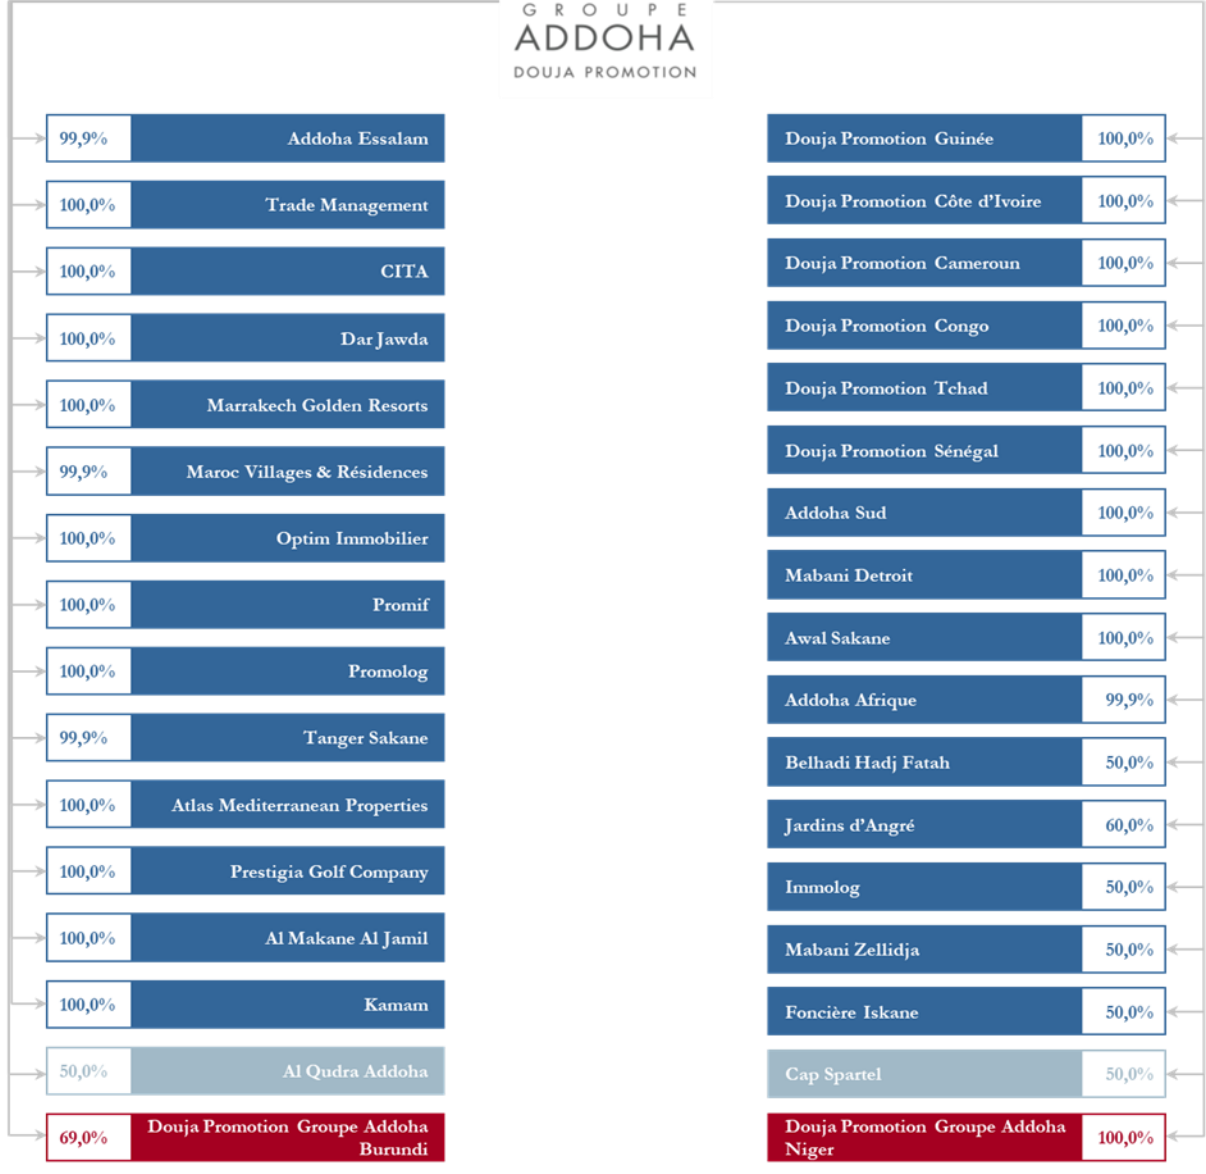 GROUPE
ADDOHA
DOUJA PROMOTION
99,9% Addoha Essalam
100,0% Trade Management
100,0% CITA
100,0% Dar Jawda
100,0% Marrakech Golden Resorts
99,9% Maroc Villages & Résidences
100,0% Optim Immobilier
100,0% Promif
100,0% Promolog
99,9% Tanger Sakane
100,0% Atlas Mediterranean Properties
100,0% Prestigia Golf Company
100,0% Al Makane Al Jamil
100,0% Kamam
50,0% Al Qudra Addoha
69,0% Douja Promotion Groupe Addoha
Burundi
Douja Promotion Guinée 100,0%
Douja Promotion Côte d’Ivoire 100,0%
Douja Promotion Cameroun 100,0%
Douja Promotion Congo 100,0%
Douja Promotion Tchad 100,0%
Douja Promotion Sénégal 100,0%
Addoha Sud 100,0%
Mabani Detroit 100,0%
Awal Sakane 100,0%
Addoha Afrique 99,9%
Belhadi Hadj Fatah 50,0%
Jardins d’Angré 60,0%
Immolog 50,0%
Mabani Zellidja 50,0%
Foncière Iskane 50,0%
Cap Spartel 50,0%
Douja Promotion Groupe Addoha
Niger 100,0%